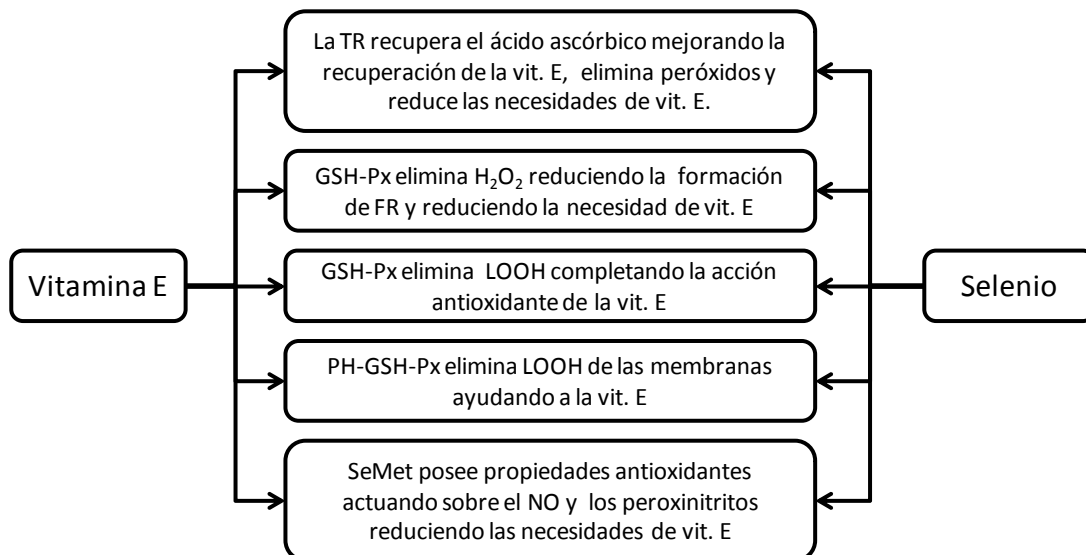 La TR recupera el ácido ascórbico mejorando la
recuperación de la vit. E, elimina peróxidos y
reduce las necesidades de vit. E.
GSH-Px elimina H₂O₂ reduciendo la formación
de FR y reduciendo la necesidad de vit. E
Vitamina E
GSH-Px elimina LOOH completando la acción
antioxidante de la vit. E
Selenio
PH-GSH-Px elimina LOOH de las membranas
ayudando a la vit. E
SeMet posee propiedades antioxidantes
actuando sobre el NO y los peroxinitritos
reduciendo las necesidades de vit. E